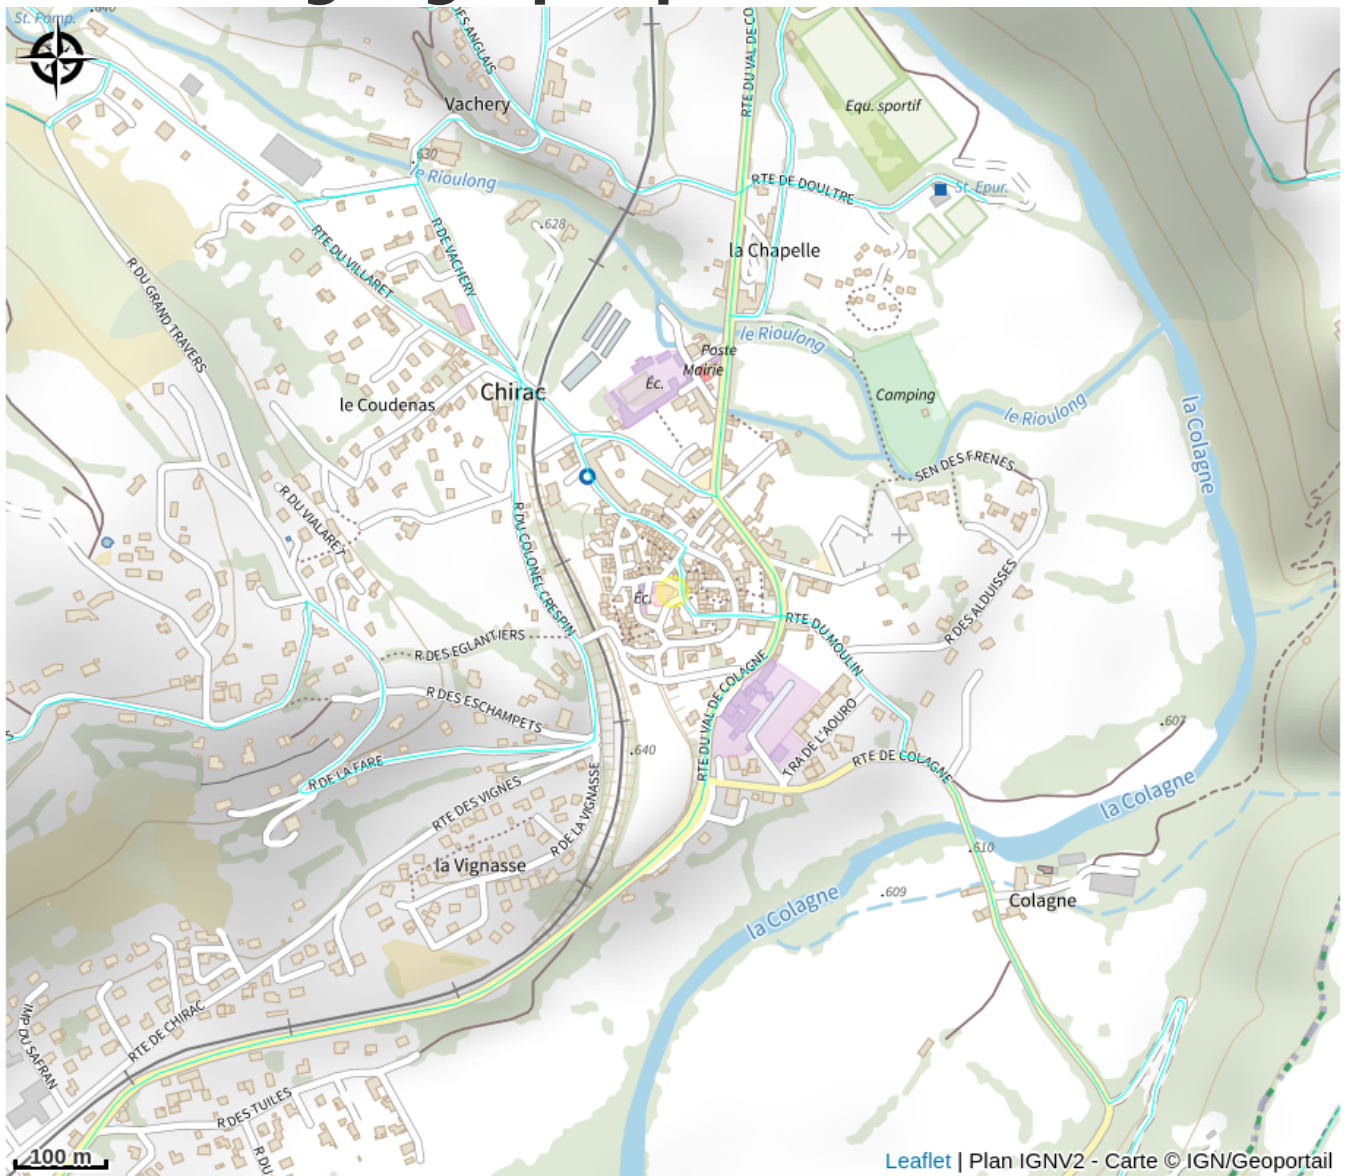 St. Pomp.
DES ANGLAIS
RTE DU VAL DE CO
Vachery
Equ. sportif
630
le Rioulong
RTE DE DOULTRE
St. Epur.
.628
R DE VACHERY
RTE DU VILLARET
la Chapelle
R DU GRAND TRAVERS
le Rioulong
Poste
Mairie
Éc.
Chirac
le Coudenas
Camping
le Rioulong
la Colagne
SEN DES FRENES
R DU VIALARET
R DU COLONEL CRESPIN
Éc.
R DES ALDUISSES
RTE DU MOULIN
R DES EGLANTIERS
R DES ESCHAMPETS
RTE DU VAL DE COLAGNE
TRA DE L'AOURO
.607
.640
R DE LA FARE
RTE DE COLAGNE
RTE DES VIGNES
R DE LA VIGNASSE
la Colagne
la Vignasse
.610
.609
Colagne
la Colagne
IMP DU SAFRAN
RTE DE CHIRAC
R DES TUILES
R DU
100 m
Leaflet | Plan IGNV2 - Carte © IGN/Geoportail